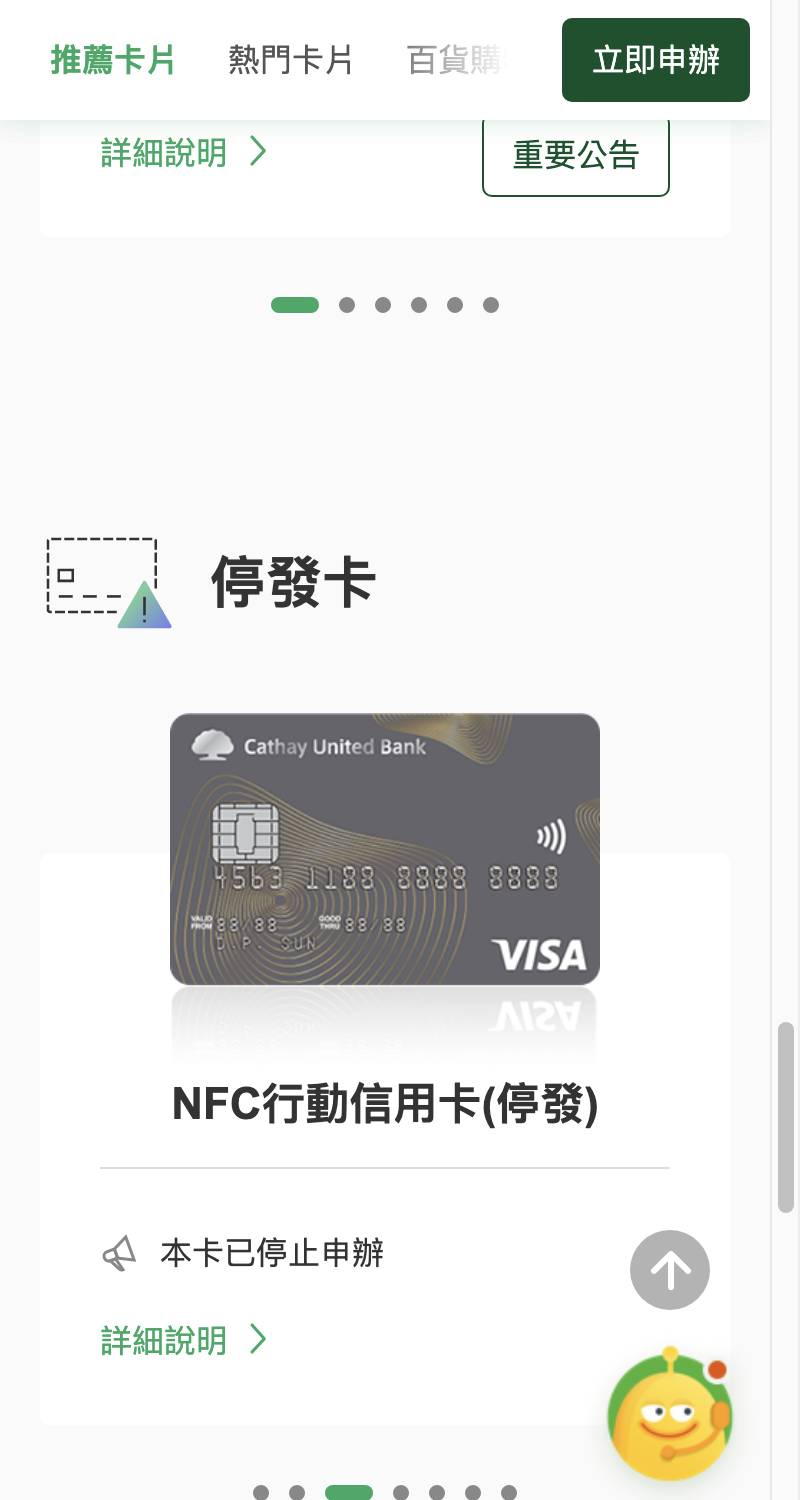 推薦卡片
熱門卡片
百貨購
立即申辦
詳細說明
重要公告
停發卡
Cathay United Bank
4563 1188 8888 8888
VALID FROM 88/88 GOOD THRU 88/88
D.P. SUN
VISA
NFC行動信用卡(停發)
本卡已停止申辦
詳細說明